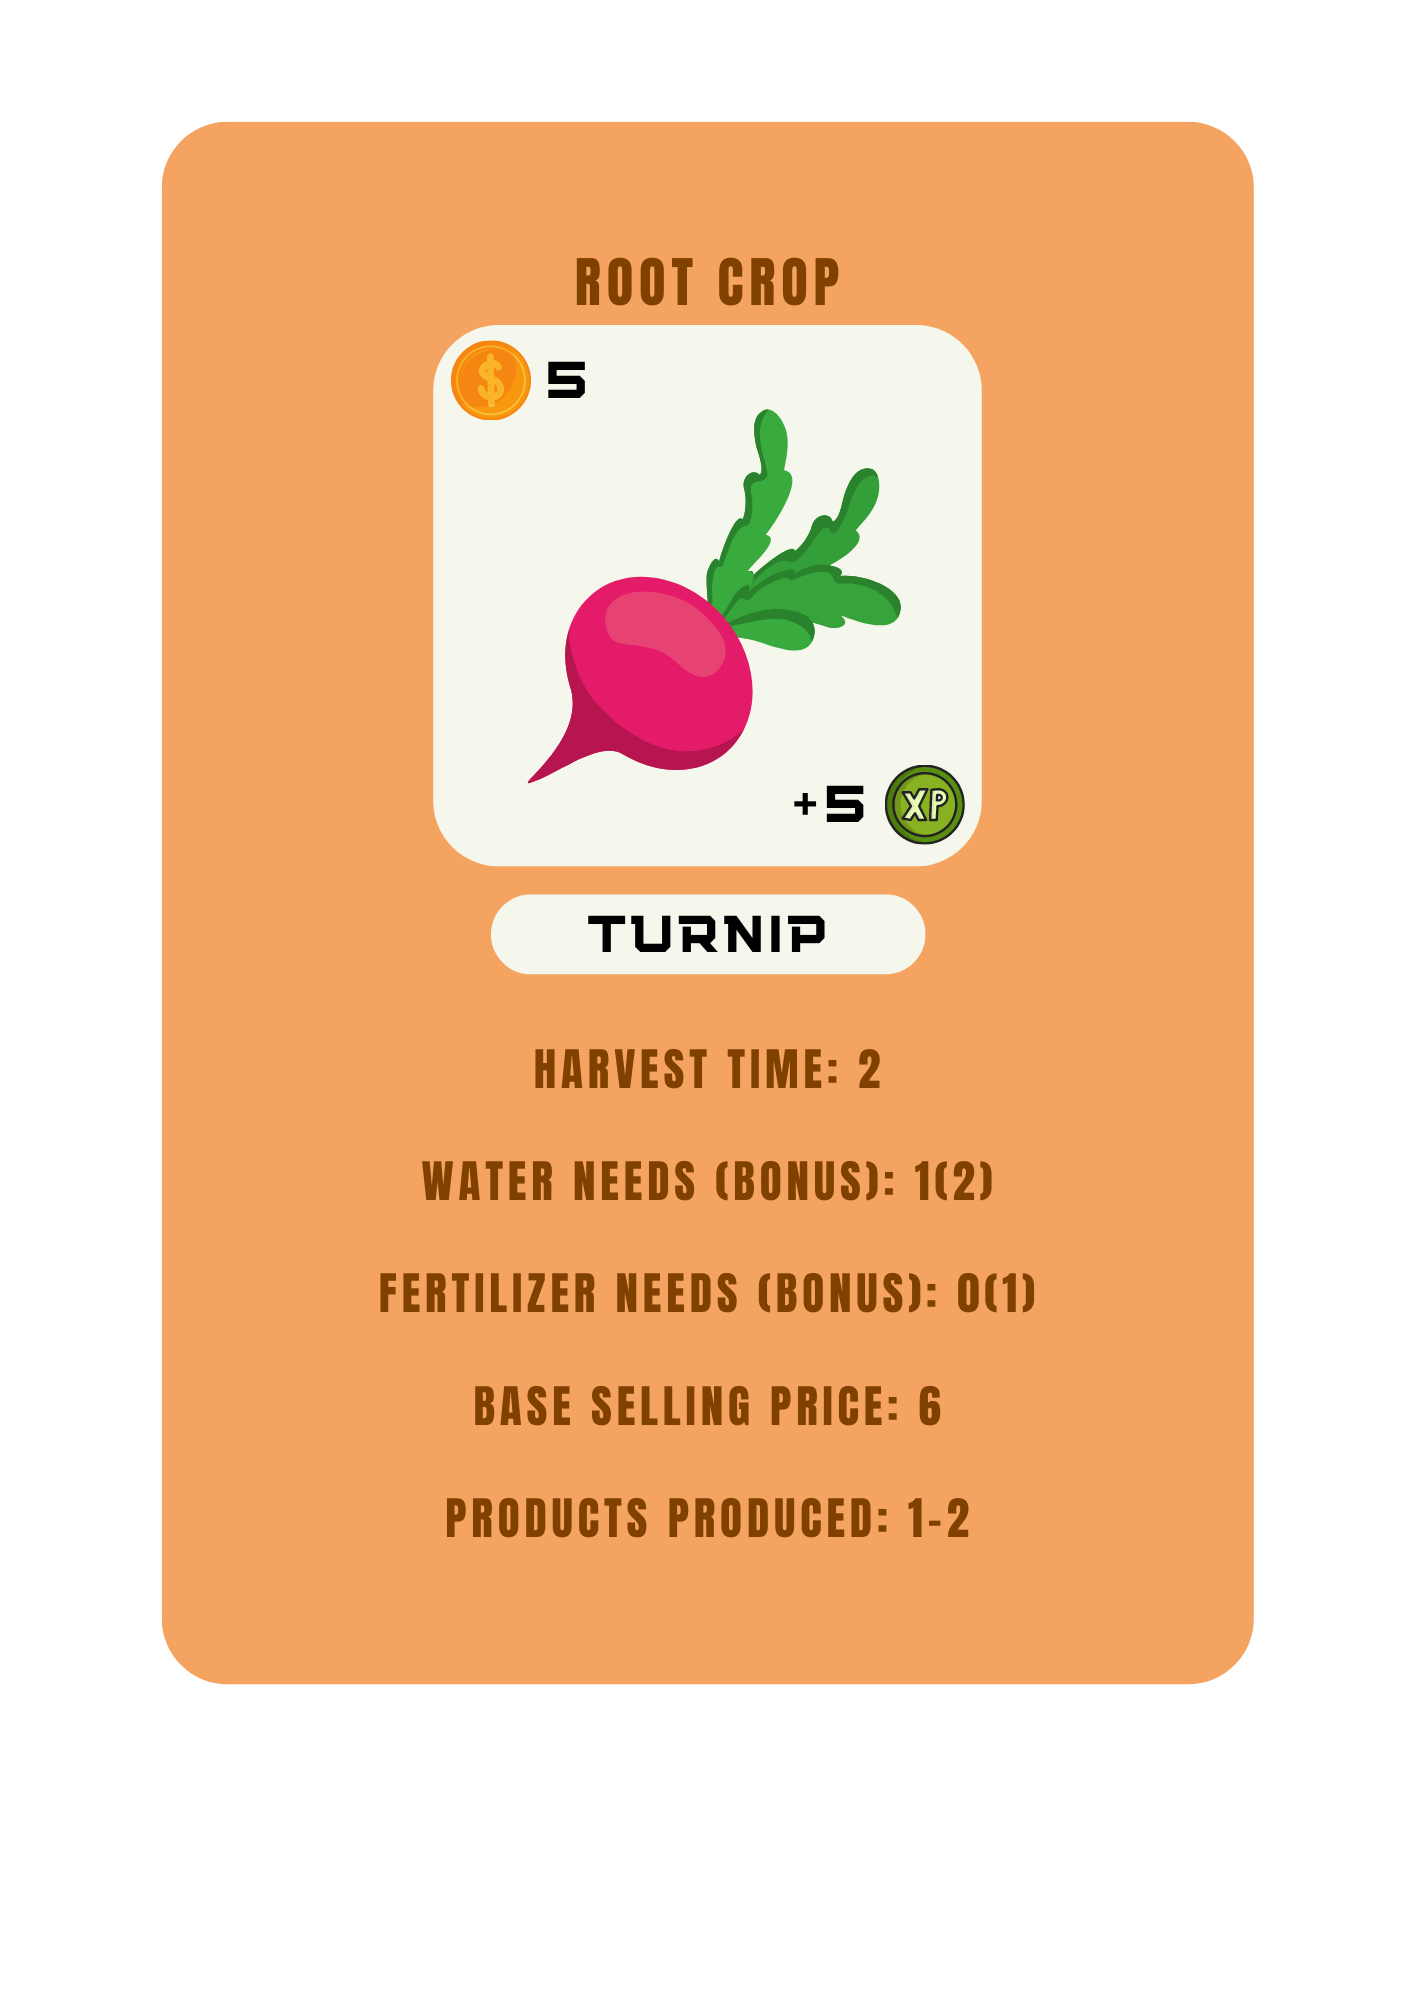 ROOT CROP
$ 5
+5 XP
TURNIP
HARVEST TIME: 2
WATER NEEDS (BONUS): 1(2)
FERTILIZER NEEDS (BONUS): 0(1)
BASE SELLING PRICE: 6
PRODUCTS PRODUCED: 1-2